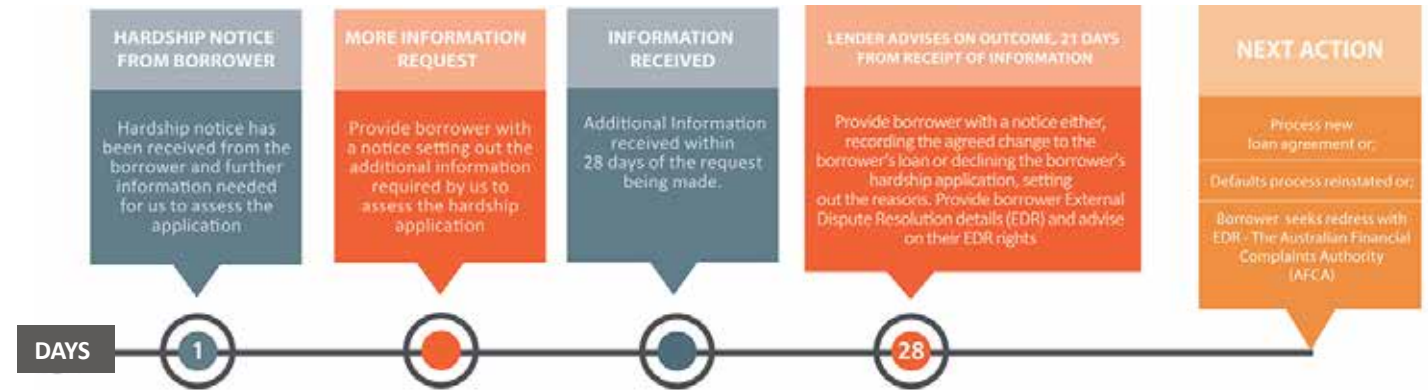 HARDSHIP NOTICE
FROM BORROWER
Hardship notice has
been received from the
borrower and further
information needed
for us to assess the
application
MORE INFORMATION
REQUEST
Provide borrower with
a notice setting out the
additional information
required by us to
assess the hardship
application
INFORMATION
RECEIVED
Additional Information
received within
28 days of the request
being made.
LENDER ADVISES ON OUTCOME, 21 DAYS
FROM RECEIPT OF INFORMATION
Provide borrower with a notice either,
recording the agreed change to the
borrower's loan or declining the borrower's
hardship application, setting
out the reasons. Provide borrower External
Dispute Resolution details (EDR) and advise
on their EDR rights
NEXT ACTION
Process new
loan agreement or;
Defaults process reinstated or;
Borrower seeks redress with
EDR - The Australian Financial
Complaints Authority
(AFCA)
DAYS
1
28